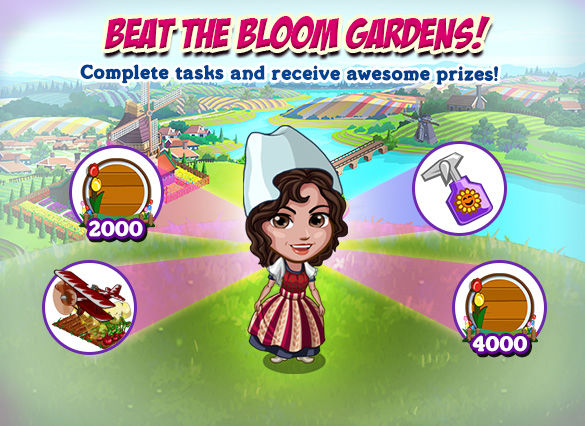 BEAT THE BLOOM GARDENS!
Complete tasks and receive awesome prizes!
2000
4000